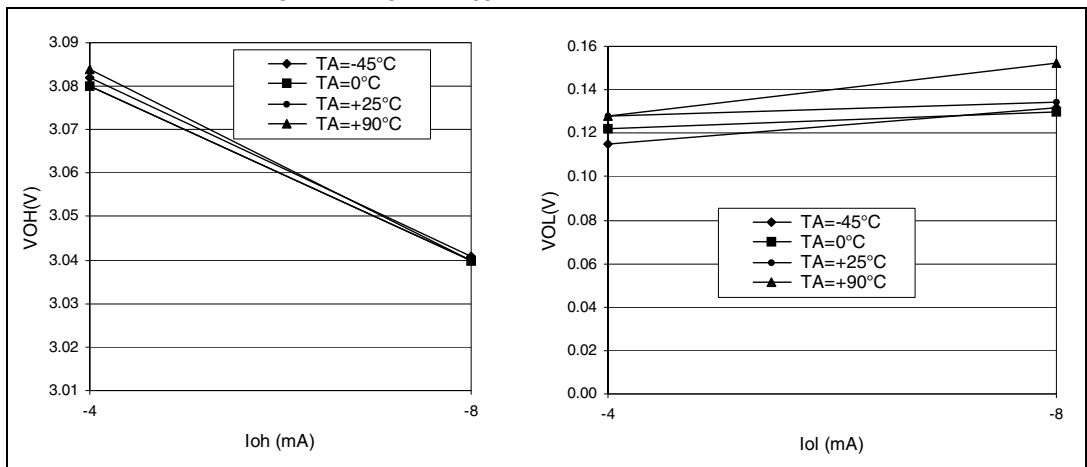 3.09
3.08
3.07
3.06
3.05
3.04
3.03
3.02
3.01
VOH(V)
TA=-45°C
TA=0°C
TA=+25°C
TA=+90°C
-4
-8
Ioh (mA)
0.16
0.14
0.12
0.10
0.08
0.06
0.04
0.02
0.00
VOL(V)
TA=-45°C
TA=0°C
TA=+25°C
TA=+90°C
-4
-8
Iol (mA)